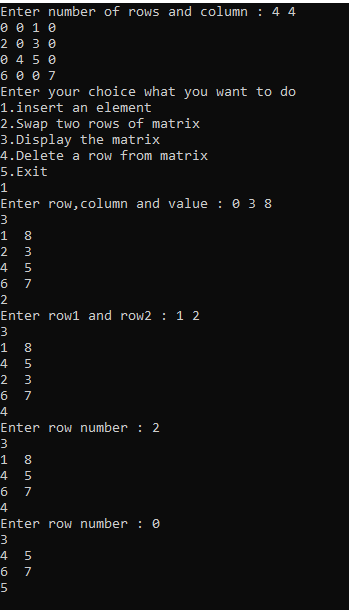 Enter number of rows and column : 4 4
0 0 1 0
2 0 3 0
0 4 5 0
6 0 0 7
Enter your choice what you want to do
1.insert an element
2.Swap two rows of matrix
3.Display the matrix
4.Delete a row from matrix
5.Exit
1
Enter row,column and value : 0 3 8
3
1  8
2  3
4  5
6  7
2
Enter row1 and row2 : 1 2
3
1  8
4  5
2  3
6  7
4
Enter row number : 2
3
1  8
4  5
6  7
4
Enter row number : 0
3
4  5
6  7
5